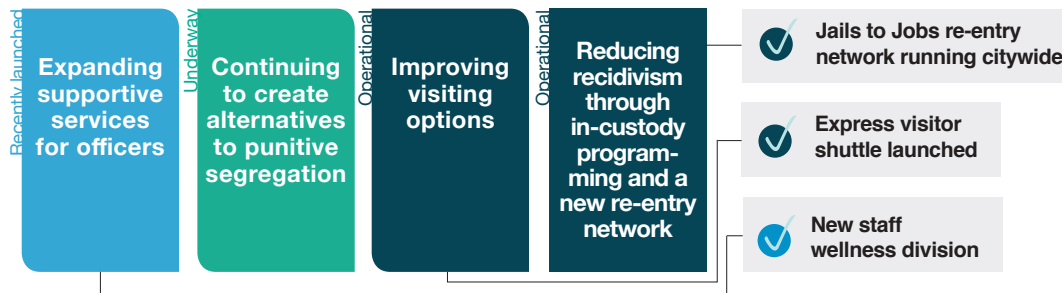 Recently launched
Expanding
supportive
services
for officers
Underway
Continuing
to create
alternatives
to punitive
segregation
Operational
Improving
visiting
options
Operational
Reducing
recidivism
through
in-custody
program-
ming and a
new re-entry
network
Jails to Jobs re-entry
network running citywide
Express visitor
shuttle launched
New staff
wellness division